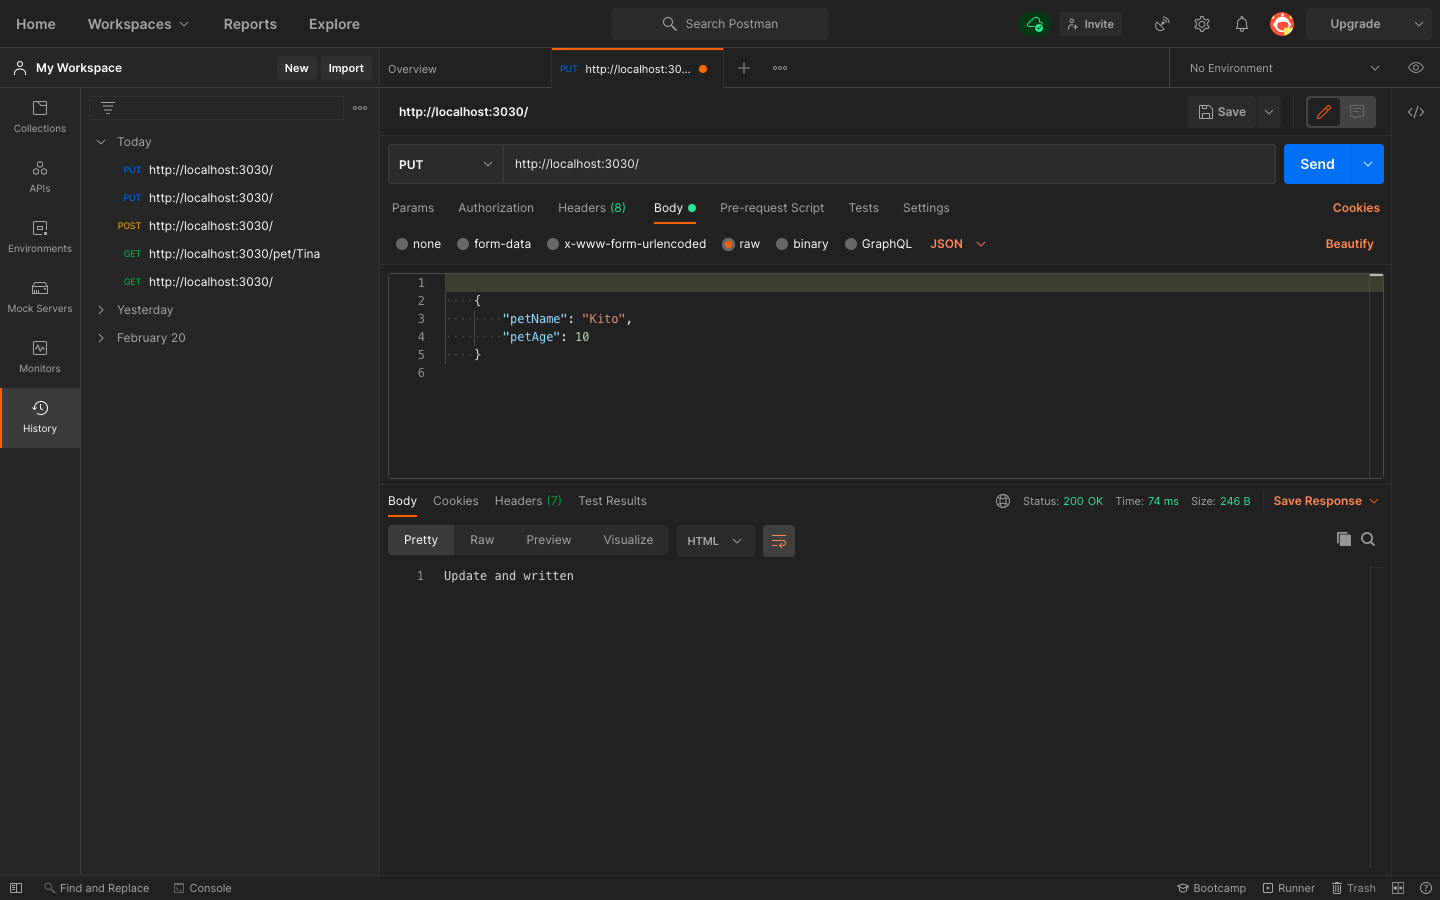 Home Workspaces Reports Explore Search Postman Invite Upgrade
My Workspace New Import Overview PUT http://localhost:30... No Environment
Collections
APIs
Environments
Mock Servers
Monitors
History
Today
PUT http://localhost:3030/
PUT http://localhost:3030/
POST http://localhost:3030/
GET http://localhost:3030/pet/Tina
GET http://localhost:3030/
Yesterday
February 20
http://localhost:3030/ Save
PUT http://localhost:3030/ Send
Params Authorization Headers (8) Body Pre-request Script Tests Settings Cookies
none form-data x-www-form-urlencoded raw binary GraphQL JSON Beautify
1
2 {
3 "petName": "Kito",
4 "petAge": 10
5 }
6
Body Cookies Headers (7) Test Results Status: 200 OK Time: 74 ms Size: 246 B Save Response
Pretty Raw Preview Visualize HTML
1 Update and written
Find and Replace Console Bootcamp Runner Trash